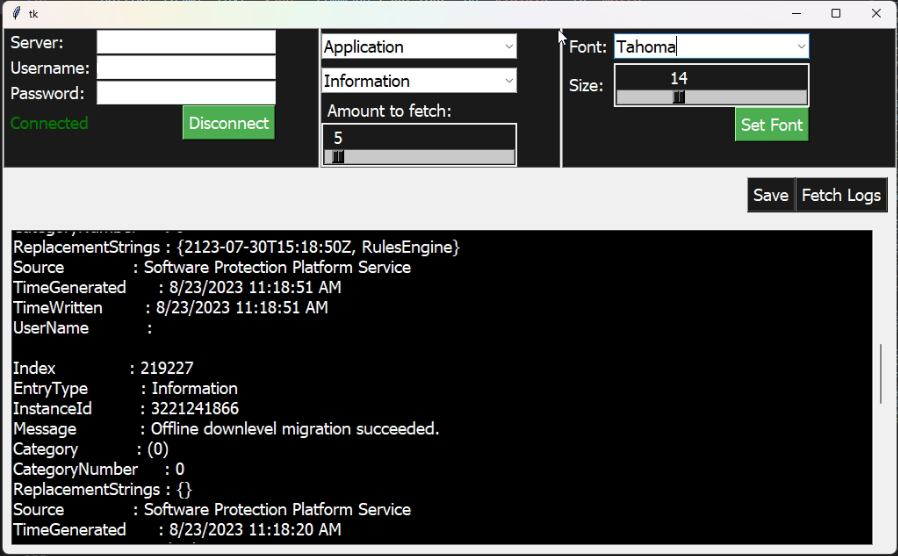 tk
Server:
Username:
Password:
Connected
Disconnect
Application
Information
Amount to fetch:
5
Font: Tahoma
Size: 14
Set Font
Save Fetch Logs
ReplacementStrings : {2123-07-30T15:18:50Z, RulesEngine}
Source : Software Protection Platform Service
TimeGenerated : 8/23/2023 11:18:51 AM
TimeWritten : 8/23/2023 11:18:51 AM
UserName :
Index : 219227
EntryType : Information
InstanceId : 3221241866
Message : Offline downlevel migration succeeded.
Category : (0)
CategoryNumber : 0
ReplacementStrings : {}
Source : Software Protection Platform Service
TimeGenerated : 8/23/2023 11:18:20 AM